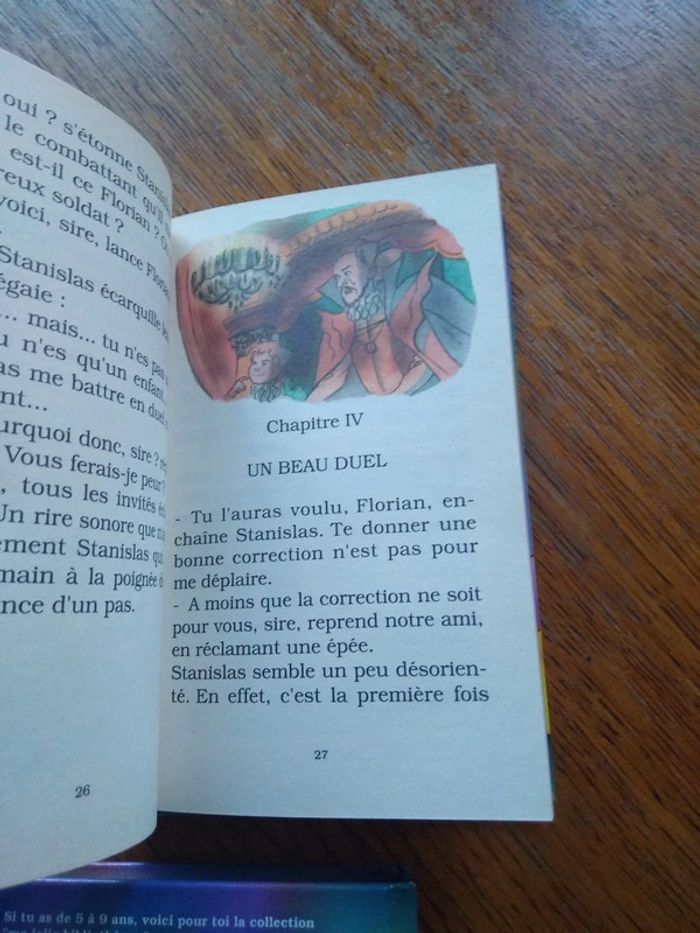 oui ? s'étonne Stanislas
le combattant qu'il
est-il ce Florian ?
reux soldat ?
voici, sire, lance Florian
Stanislas écarquille les
égaie :
... mais... tu n'es pas
u n'es qu'un enfant...
as me battre en duel
nt...
urquoi donc, sire ?
Vous ferais-je peur ?
, tous les invités
Un rire sonore que
ement Stanislas qui
main à la poignée
nce d'un pas.
26
Chapitre IV
UN BEAU DUEL
- Tu l'auras voulu, Florian, en-
chaîne Stanislas. Te donner une
bonne correction n'est pas pour
me déplaire.
- A moins que la correction ne soit
pour vous, sire, reprend notre ami,
en réclamant une épée.
Stanislas semble un peu désorien-
té. En effet, c'est la première fois
27
Si tu as de 5 à 9 ans, voici pour toi la collection